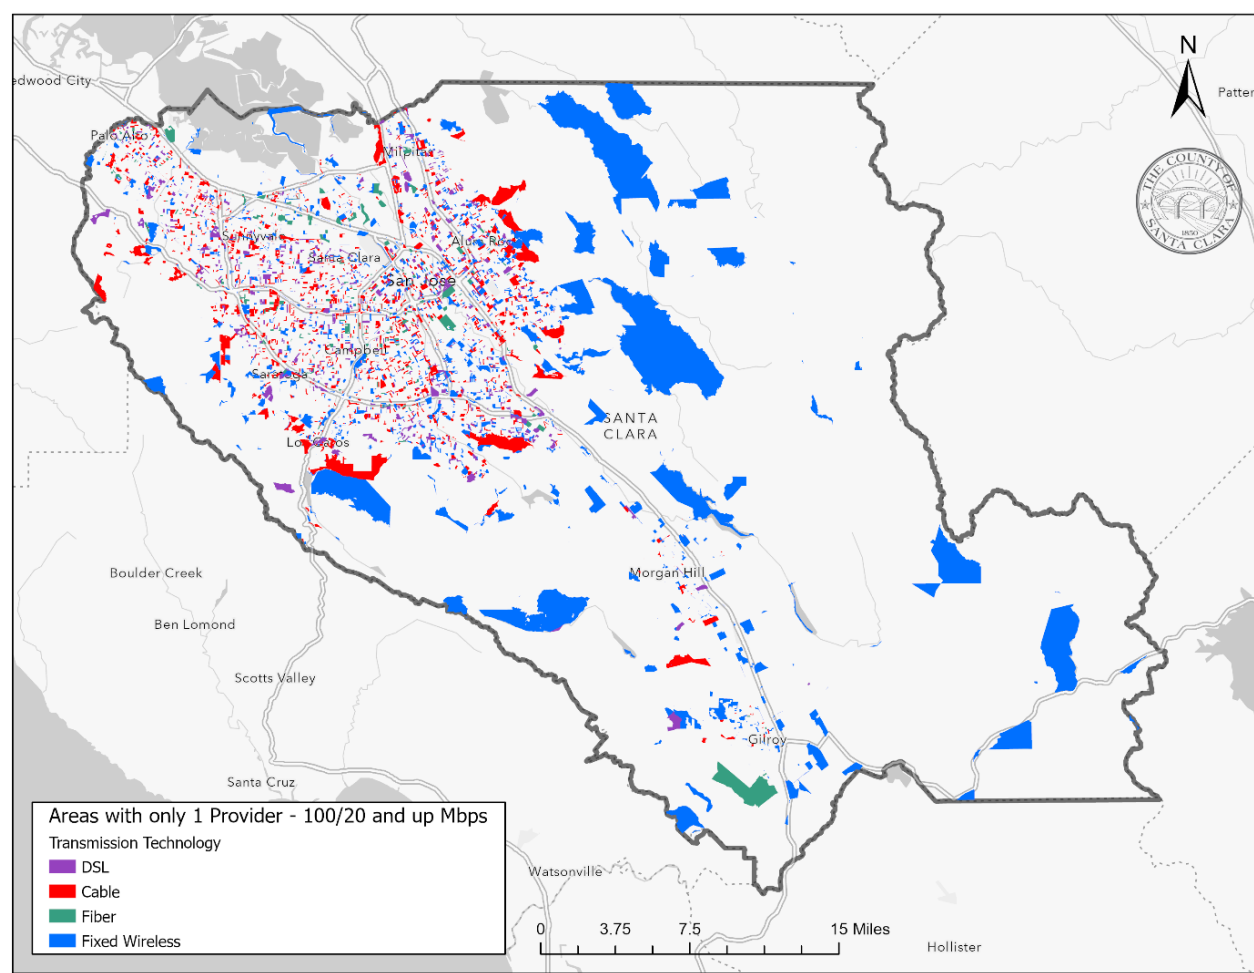 N
edwood City
Patter
Palo Alto
Milpitas
THE COUNTY OF
SANTA CLARA
1850
Sunnyvale
Alum Rock
Santa Clara
San Jose
Campbell
Saratoga
SANTA
CLARA
Los Gatos
Boulder Creek
Morgan Hill
Ben Lomond
Scotts Valley
Gilroy
Santa Cruz
Areas with only 1 Provider - 100/20 and up Mbps
Transmission Technology
DSL
Cable
Fiber
Fixed Wireless
Watsonville
0 3.75 7.5 15 Miles
Hollister